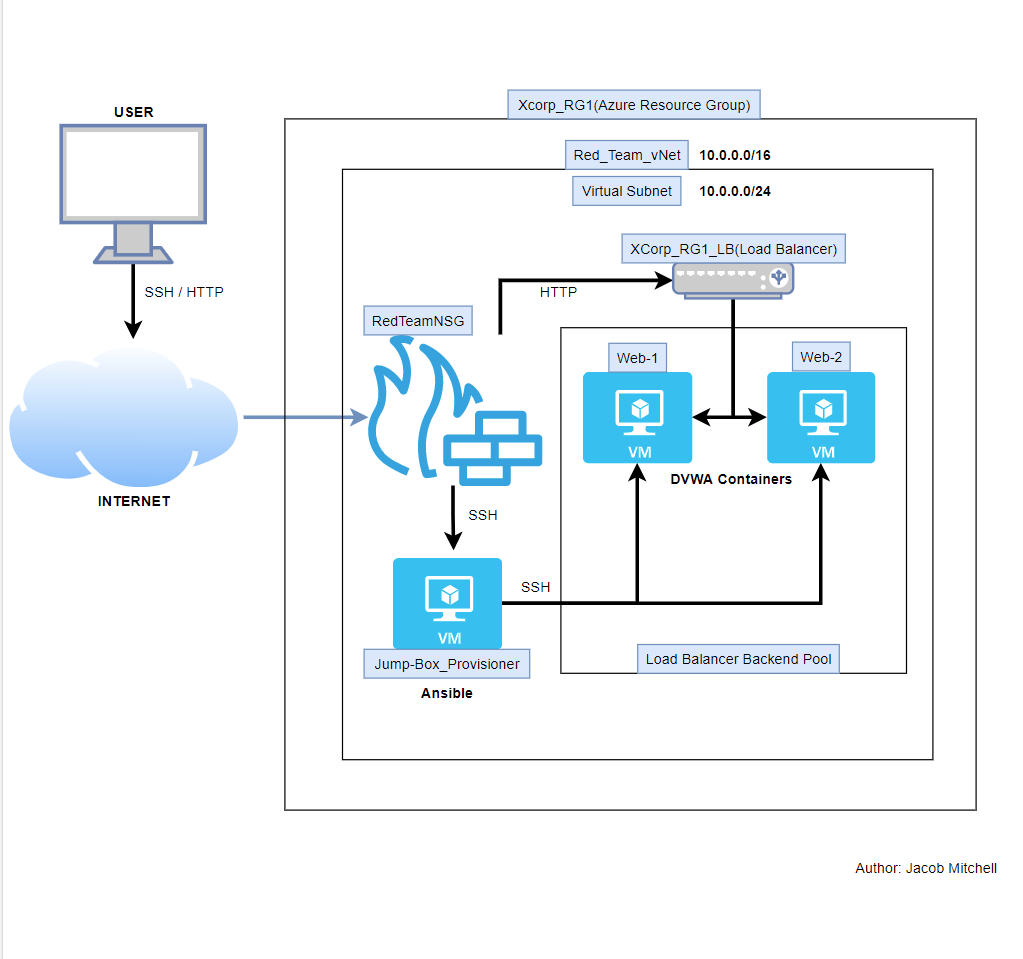 Xcorp_RG1(Azure Resource Group)
USER
Red_Team_vNet 10.0.0.0/16
Virtual Subnet 10.0.0.0/24
XCorp_RG1_LB(Load Balancer)
SSH / HTTP
HTTP
RedTeamNSG
Web-1
Web-2
VM
VM
DVWA Containers
INTERNET
SSH
SSH
VM
Load Balancer Backend Pool
Jump-Box_Provisioner
Ansible
Author: Jacob Mitchell